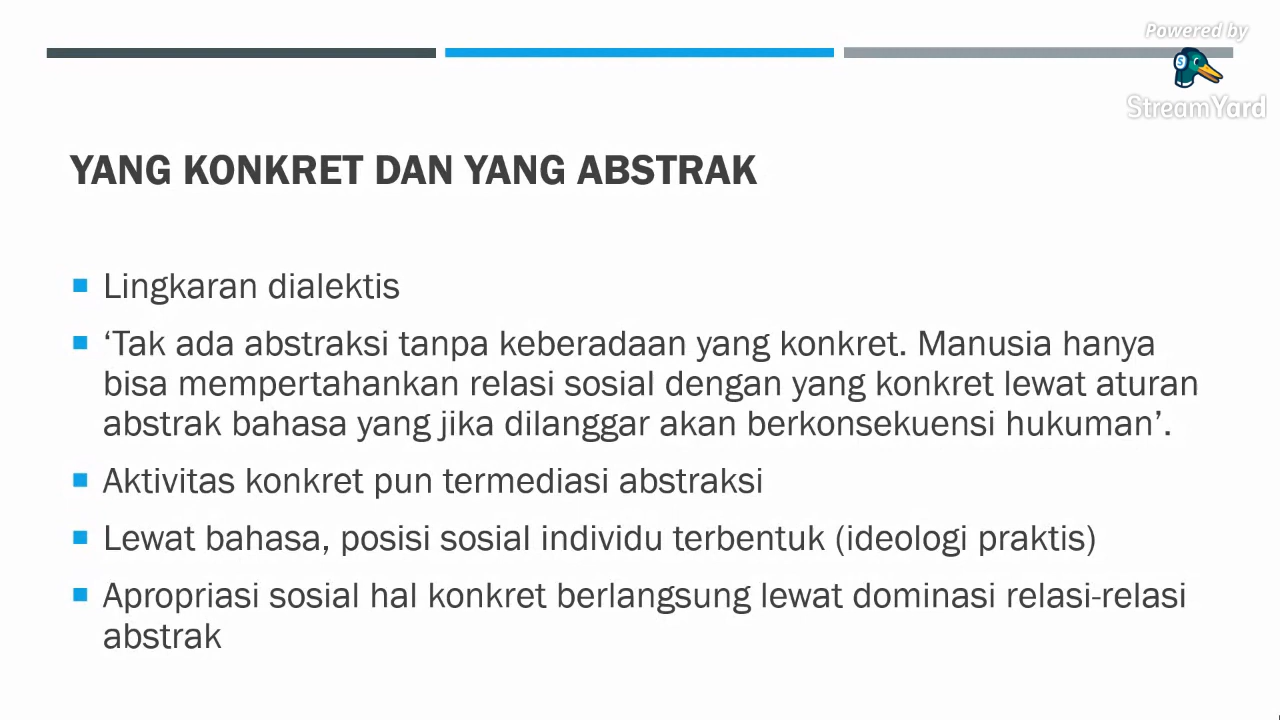 Powered by
StreamYard
YANG KONKRET DAN YANG ABSTRAK
Lingkaran dialektis
‘Tak ada abstraksi tanpa keberadaan yang konkret. Manusia hanya
bisa mempertahankan relasi sosial dengan yang konkret lewat aturan
abstrak bahasa yang jika dilanggar akan berkonsekuensi hukuman’.
Aktivitas konkret pun termediasi abstraksi
Lewat bahasa, posisi sosial individu terbentuk (ideologi praktis)
Apropriasi sosial hal konkret berlangsung lewat dominasi relasi-relasi
abstrak